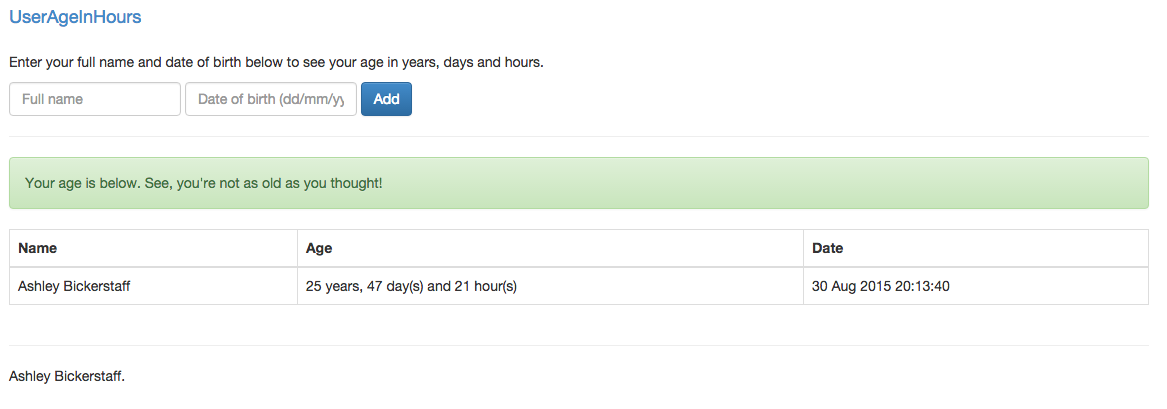 UserAgeInHours
Enter your full name and date of birth below to see your age in years, days and hours.
Full name Date of birth (dd/mm/yy Add
Your age is below. See, you're not as old as you thought!
Name Age Date
Ashley Bickerstaff 25 years, 47 day(s) and 21 hour(s) 30 Aug 2015 20:13:40
Ashley Bickerstaff.